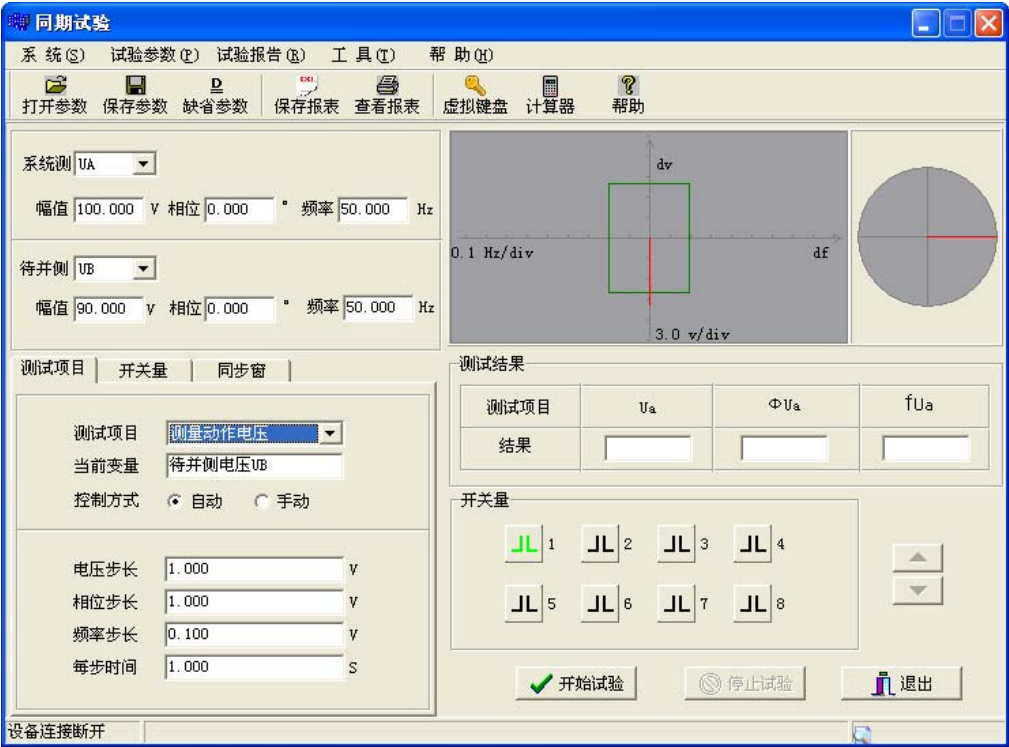 同期试验
系 统(S) 试验参数(P) 试验报告(R) 工 具(T) 帮 助(H)
打开参数 保存参数 缺省参数 保存报表 查看报表 虚拟键盘 计算器 帮助
系统测 UA
幅值 100.000 V 相位 0.000 ° 频率 50.000 Hz
待并侧 UB
幅值 90.000 V 相位 0.000 ° 频率 50.000 Hz
dv
0.1 Hz/div df
3.0 v/div
测试项目 开关量 同步窗
测试项目 测量动作电压
当前变量 待并侧电压UB
控制方式 自动 手动
电压步长 1.000 V
相位步长 1.000 V
频率步长 0.100 V
每步时间 1.000 S
测试结果
测试项目 Ua ΦUa fUa
结果
开关量
1 2 3 4
5 6 7 8
开始试验 停止试验 退出
设备连接断开